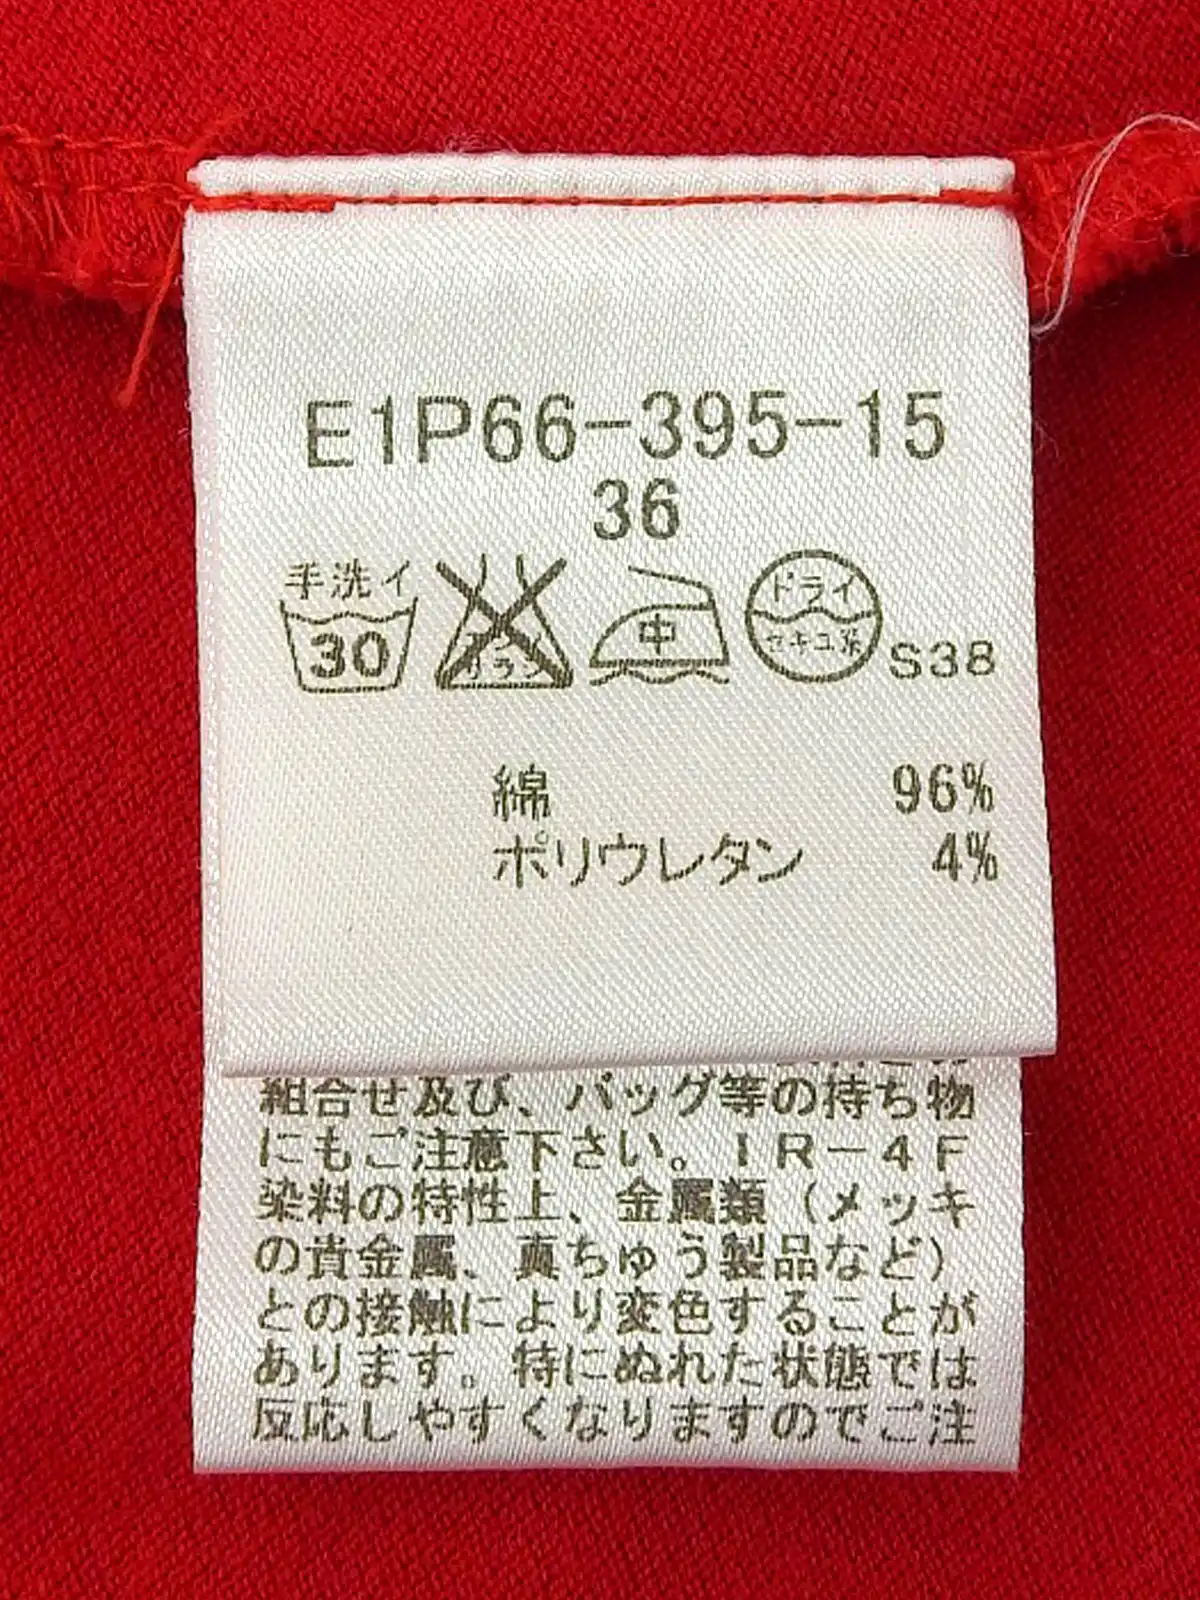 E1P66-395-15
36
手洗イ
30
エンソ
サラシ
中
ドライ
セキユ系
S38
綿 96%
ポリウレタン 4%
組合せ及び、バッグ等の持ち物
にもご注意下さい。IR-4F
染料の特性上、金属類（メッキ
の貴金属、真ちゅう製品など）
との接触により変色することが
あります。特にぬれた状態では
反応しやすくなりますのでご注